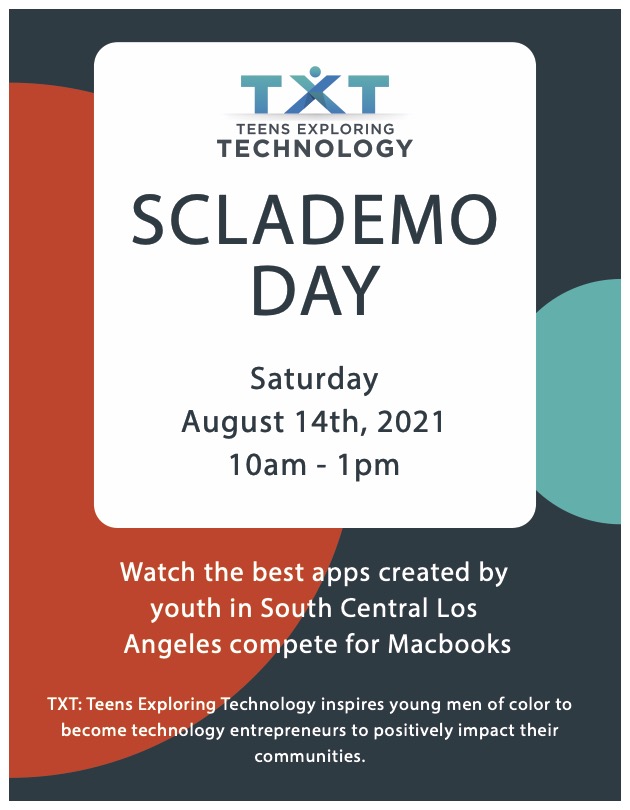 TXT
TEENS EXPLORING
TECHNOLOGY
SCLADEMO
DAY
Saturday
August 14th, 2021
10am - 1pm
Watch the best apps created by
youth in South Central Los
Angeles compete for Macbooks
TXT: Teens Exploring Technology inspires young men of color to
become technology entrepreneurs to positively impact their
communities.